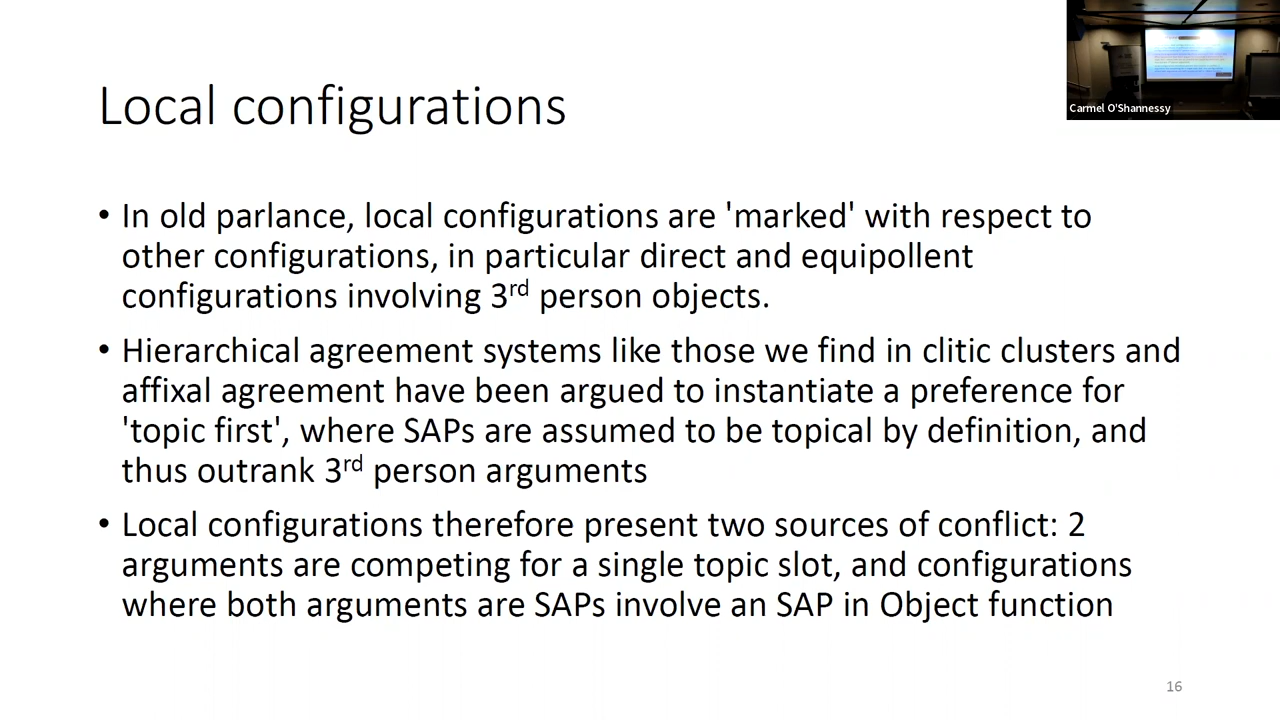 Carmel O'Shannessy
Local configurations
• In old parlance, local configurations are 'marked' with respect to
other configurations, in particular direct and equipollent
configurations involving 3rd person objects.
• Hierarchical agreement systems like those we find in clitic clusters and
affixal agreement have been argued to instantiate a preference for
'topic first', where SAPs are assumed to be topical by definition, and
thus outrank 3rd person arguments
• Local configurations therefore present two sources of conflict: 2
arguments are competing for a single topic slot, and configurations
where both arguments are SAPs involve an SAP in Object function
16